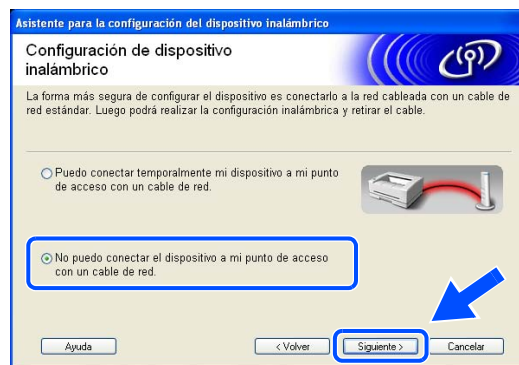 Asistente para la configuración del dispositivo inalámbrico
Configuración de dispositivo
inalámbrico
La forma más segura de configurar el dispositivo es conectarlo a la red cableada con un cable de
red estándar. Luego podrá realizar la configuración inalámbrica y retirar el cable.
Puedo conectar temporalmente mi dispositivo a mi punto
de acceso con un cable de red.
No puedo conectar el dispositivo a mi punto de acceso
con un cable de red.
Ayuda
< Volver
Siguiente >
Cancelar